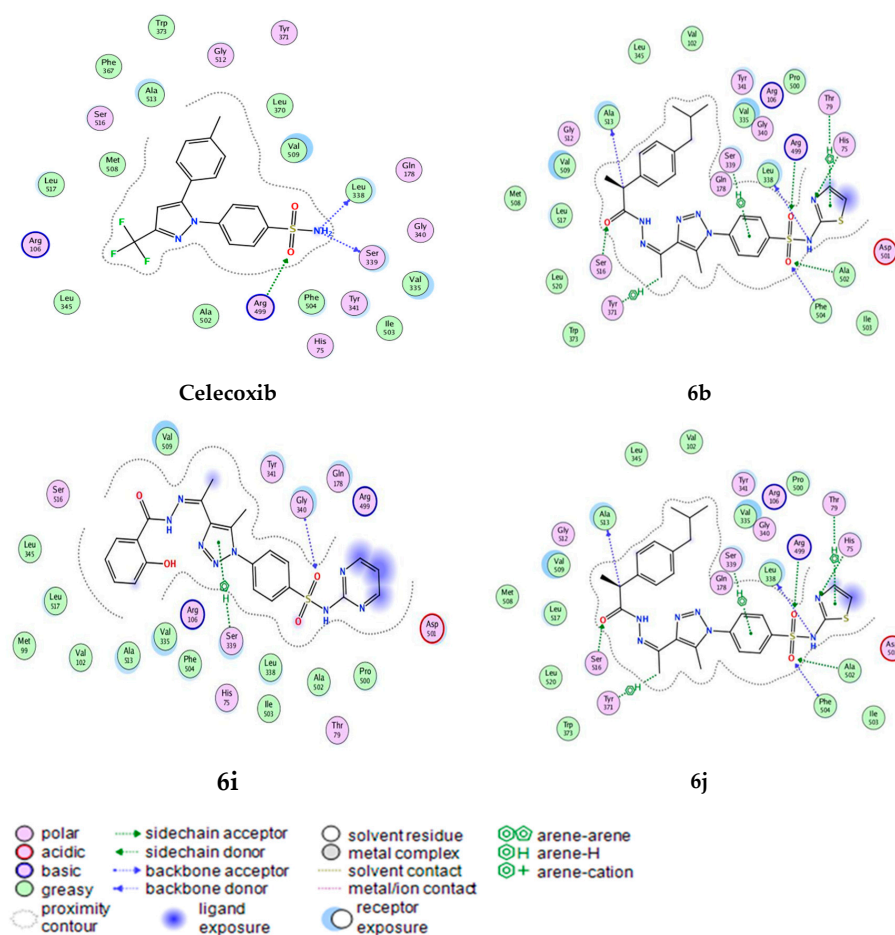 Trp
373
Tyr
371
Gly
512
Phe
367
Ala
513
Leu
370
Ser
516
Val
509
Met
508
Gln
178
Leu
517
Leu
338
Arg
106
Gly
340
Ser
339
Leu
345
Val
335
Ala
502
Arg
499
Phe
504
Tyr
341
Ile
503
His
75
F
F
F
N
N
O
S
O
NH2
Celecoxib
Leu
345
Val
102
Tyr
341
Arg
106
Pro
500
Thr
79
Ala
513
Val
335
Gly
340
Gly
512
Arg
499
His
75
Val
509
Ser
339
Gln
178
Leu
338
Met
508
Leu
517
Ser
516
Leu
520
Tyr
371
Trp
373
Asp
501
Ala
502
Phe
504
Ile
503
O
NH
N
N
N
N
O
S
O
N
H
N
S
H
H
H
6b
Val
509
Tyr
341
Gln
178
Ser
516
Gly
340
Arg
499
Leu
345
Leu
517
Arg
106
Asp
501
Met
99
Val
102
Ala
513
Val
335
Phe
504
Ser
339
Leu
338
Ala
502
Pro
500
His
75
Ile
503
Thr
79
O
N
NH
OH
N
N
N
O
S
O
N
H
N
N
H
6i
Leu
345
Val
102
Tyr
341
Arg
106
Pro
500
Thr
79
Ala
513
Val
335
Gly
340
Gly
512
Arg
499
His
75
Val
509
Ser
339
Gln
178
Leu
338
Met
508
Leu
517
Ser
516
Leu
520
Tyr
371
Trp
373
As
50
Ala
502
Phe
504
Ile
503
O
NH
N
N
N
N
O
S
O
N
H
N
S
H
H
H
6j
polar
sidechain acceptor
solvent residue
arene-arene
acidic
sidechain donor
metal complex
H arene-H
basic
backbone acceptor
solvent contact
+ arene-cation
greasy
backbone donor
metal/ion contact
proximity
contour
ligand
exposure
receptor
exposure